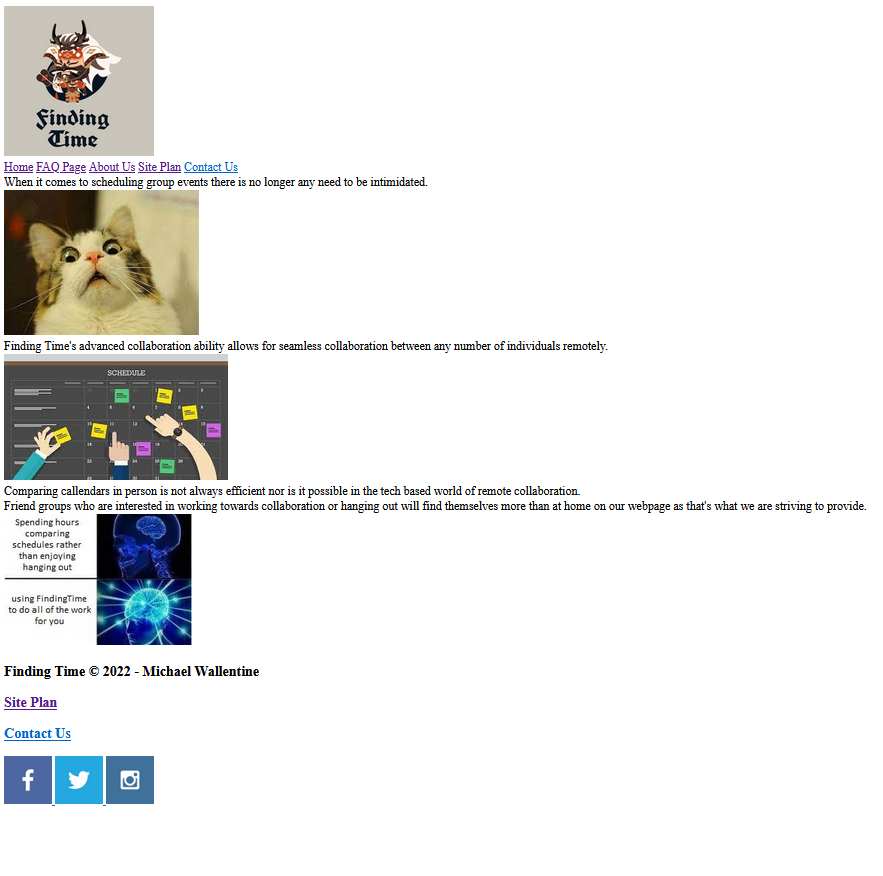 Finding
Time
Home FAQ Page About Us Site Plan Contact Us
When it comes to scheduling group events there is no longer any need to be intimidated.
Finding Time's advanced collaboration ability allows for seamless collaboration between any number of individuals remotely.
SCHEDULE
Comparing callendars in person is not always efficient nor is it possible in the tech based world of remote collaboration.
Friend groups who are interested in working towards collaboration or hanging out will find themselves more than at home on our webpage as that's what we are striving to provide.
Spending hours
comparing
schedules rather
than enjoying
hanging out
using FindingTime
to do all of the work
for you
Finding Time © 2022 - Michael Wallentine
Site Plan
Contact Us